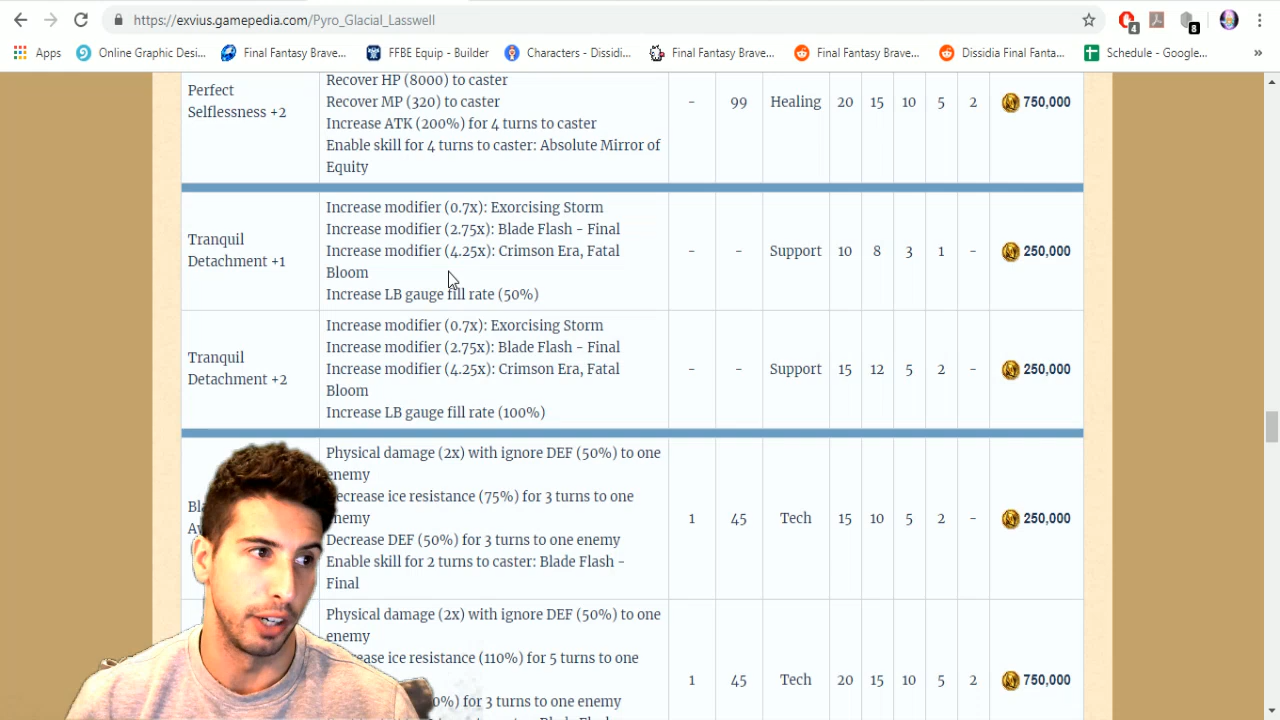 https://exvius.gamepedia.com/Pyro_Glacial_Lasswell
4
8
Apps
Online Graphic Desi...
Final Fantasy Brave...
FFBE Equip - Builder
Characters - Dissidi...
Final Fantasy Brave...
Final Fantasy Brave...
Dissidia Final Fanta...
Schedule - Google...
»
Perfect
Selflessness +2
Recover HP (8000) to caster
Recover MP (320) to caster
Increase ATK (200%) for 4 turns to caster
Enable skill for 4 turns to caster: Absolute Mirror of
Equity
- 99 Healing 20 15 10 5 2 750,000
Tranquil
Detachment +1
Increase modifier (0.7x): Exorcising Storm
Increase modifier (2.75x): Blade Flash - Final
Increase modifier (4.25x): Crimson Era, Fatal
Bloom
Increase LB gauge fill rate (50%)
- - Support 10 8 3 1 - 250,000
Tranquil
Detachment +2
Increase modifier (0.7x): Exorcising Storm
Increase modifier (2.75x): Blade Flash - Final
Increase modifier (4.25x): Crimson Era, Fatal
Bloom
Increase LB gauge fill rate (100%)
- - Support 15 12 5 2 - 250,000
Physical damage (2x) with ignore DEF (50%) to one
enemy
ecrease ice resistance (75%) for 3 turns to one
nemy
Decrease DEF (50%) for 3 turns to one enemy
Enable skill for 2 turns to caster: Blade Flash -
Final
1 45 Tech 15 10 5 2 - 250,000
Physical damage (2x) with ignore DEF (50%) to one
enemy
ease ice resistance (110%) for 5 turns to one
0%) for 3 turns to one enemy
1 45 Tech 20 15 10 5 2 750,000